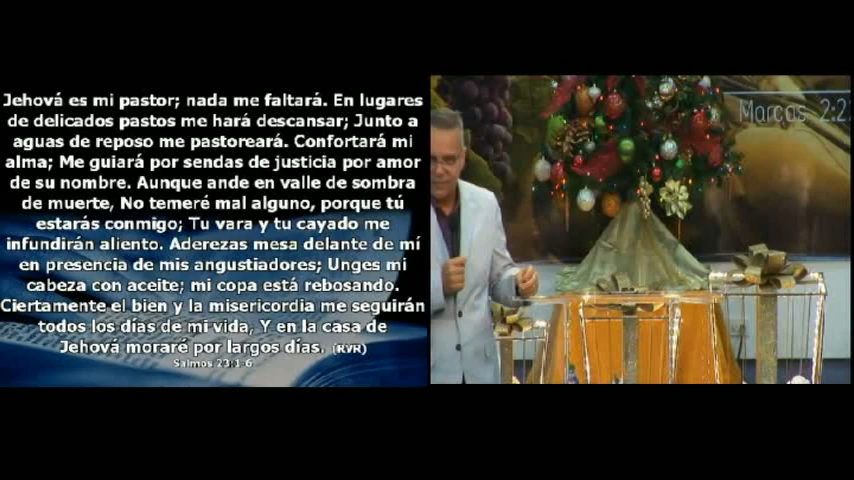 Jehová es mi pastor; nada me faltará. En lugares
de delicados pastos me hará descansar; Junto a
aguas de reposo me pastoreará. Confortará mi
alma; Me guiará por sendas de justicia por amor
de su nombre. Aunque ande en valle de sombra
de muerte, No temeré mal alguno, porque tú
estarás conmigo; Tu vara y tu cayado me
infundirán aliento. Aderezas mesa delante de mí
en presencia de mis angustiadores; Unges mi
cabeza con aceite; mi copa está rebosando.
Ciertamente el bien y la misericordia me seguirán
todos los días de mi vida, Y en la casa de
Jehová moraré por largos días. (RVR)
Salmos 23:1-6
Marcos 2:2